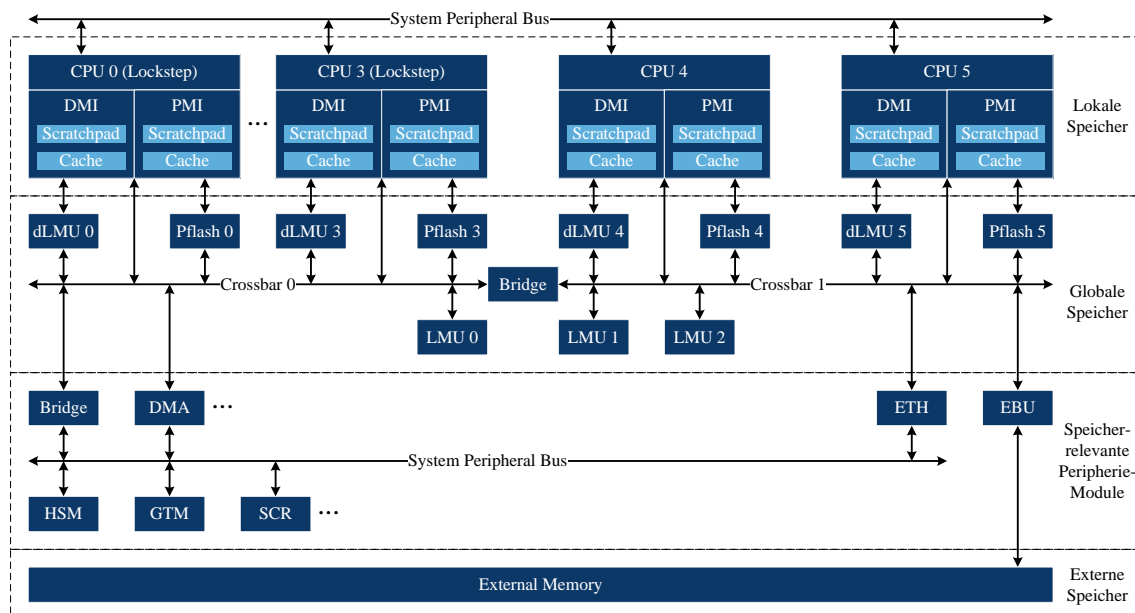 System Peripheral Bus
CPU 0 (Lockstep)
DMI
PMI
Scratchpad
Scratchpad
Cache
Cache
...
CPU 3 (Lockstep)
DMI
PMI
Scratchpad
Scratchpad
Cache
Cache
CPU 4
DMI
PMI
Scratchpad
Scratchpad
Cache
Cache
CPU 5
DMI
PMI
Scratchpad
Scratchpad
Cache
Cache
Lokale
Speicher
dLMU 0
Pflash 0
dLMU 3
Pflash 3
dLMU 4
Pflash 4
dLMU 5
Pflash 5
Crossbar 0
Bridge
Crossbar 1
LMU 0
LMU 1
LMU 2
Globale
Speicher
Bridge
DMA
...
ETH
EBU
System Peripheral Bus
HSM
GTM
SCR
...
Speicher-
relevante
Peripherie-
Module
External Memory
Externe
Speicher